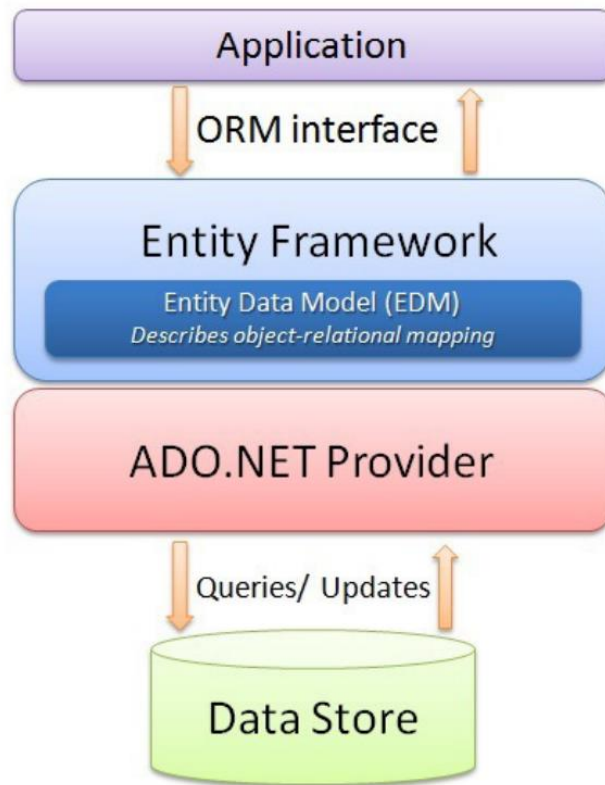 Application
ORM interface
Entity Framework
Entity Data Model (EDM)
Describes object-relational mapping
ADO.NET Provider
Queries/ Updates
Data Store